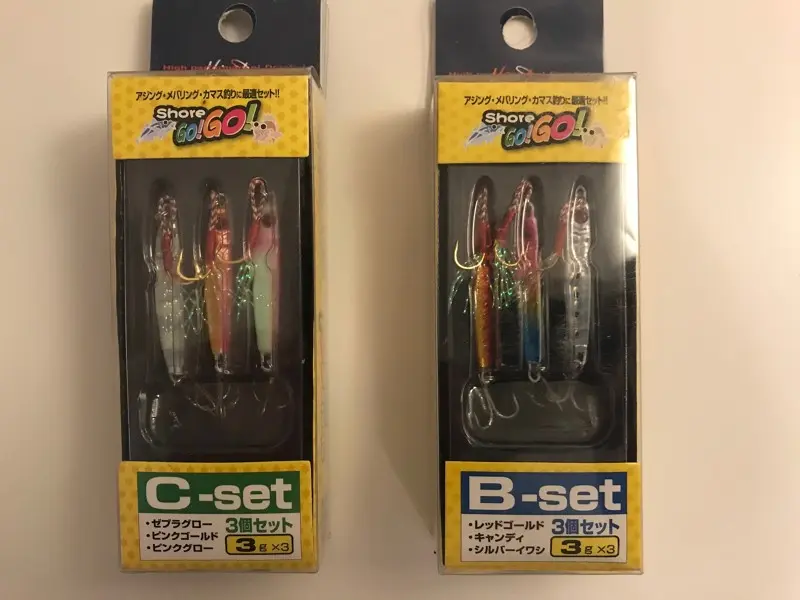 アジング・メバリング・カマス釣りに最適セット!!
Shore
GO!GO!
C-set
・ゼブラグロー
・ピンクゴールド
・ピンクグロー
3個セット
3g×3
アジング・メバリング・カマス釣りに最適セット!!
Shore
GO!GO!
B-set
・レッドゴールド
・キャンディ
・シルバーイワシ
3個セット
3g×3